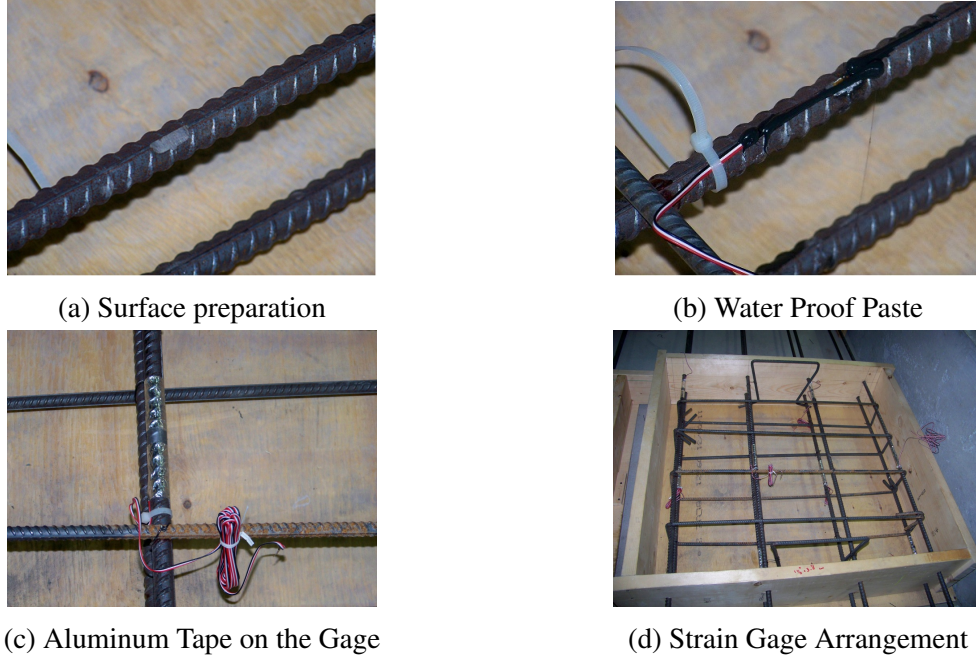 (a) Surface preparation
(b) Water Proof Paste
(c) Aluminum Tape on the Gage
(d) Strain Gage Arrangement